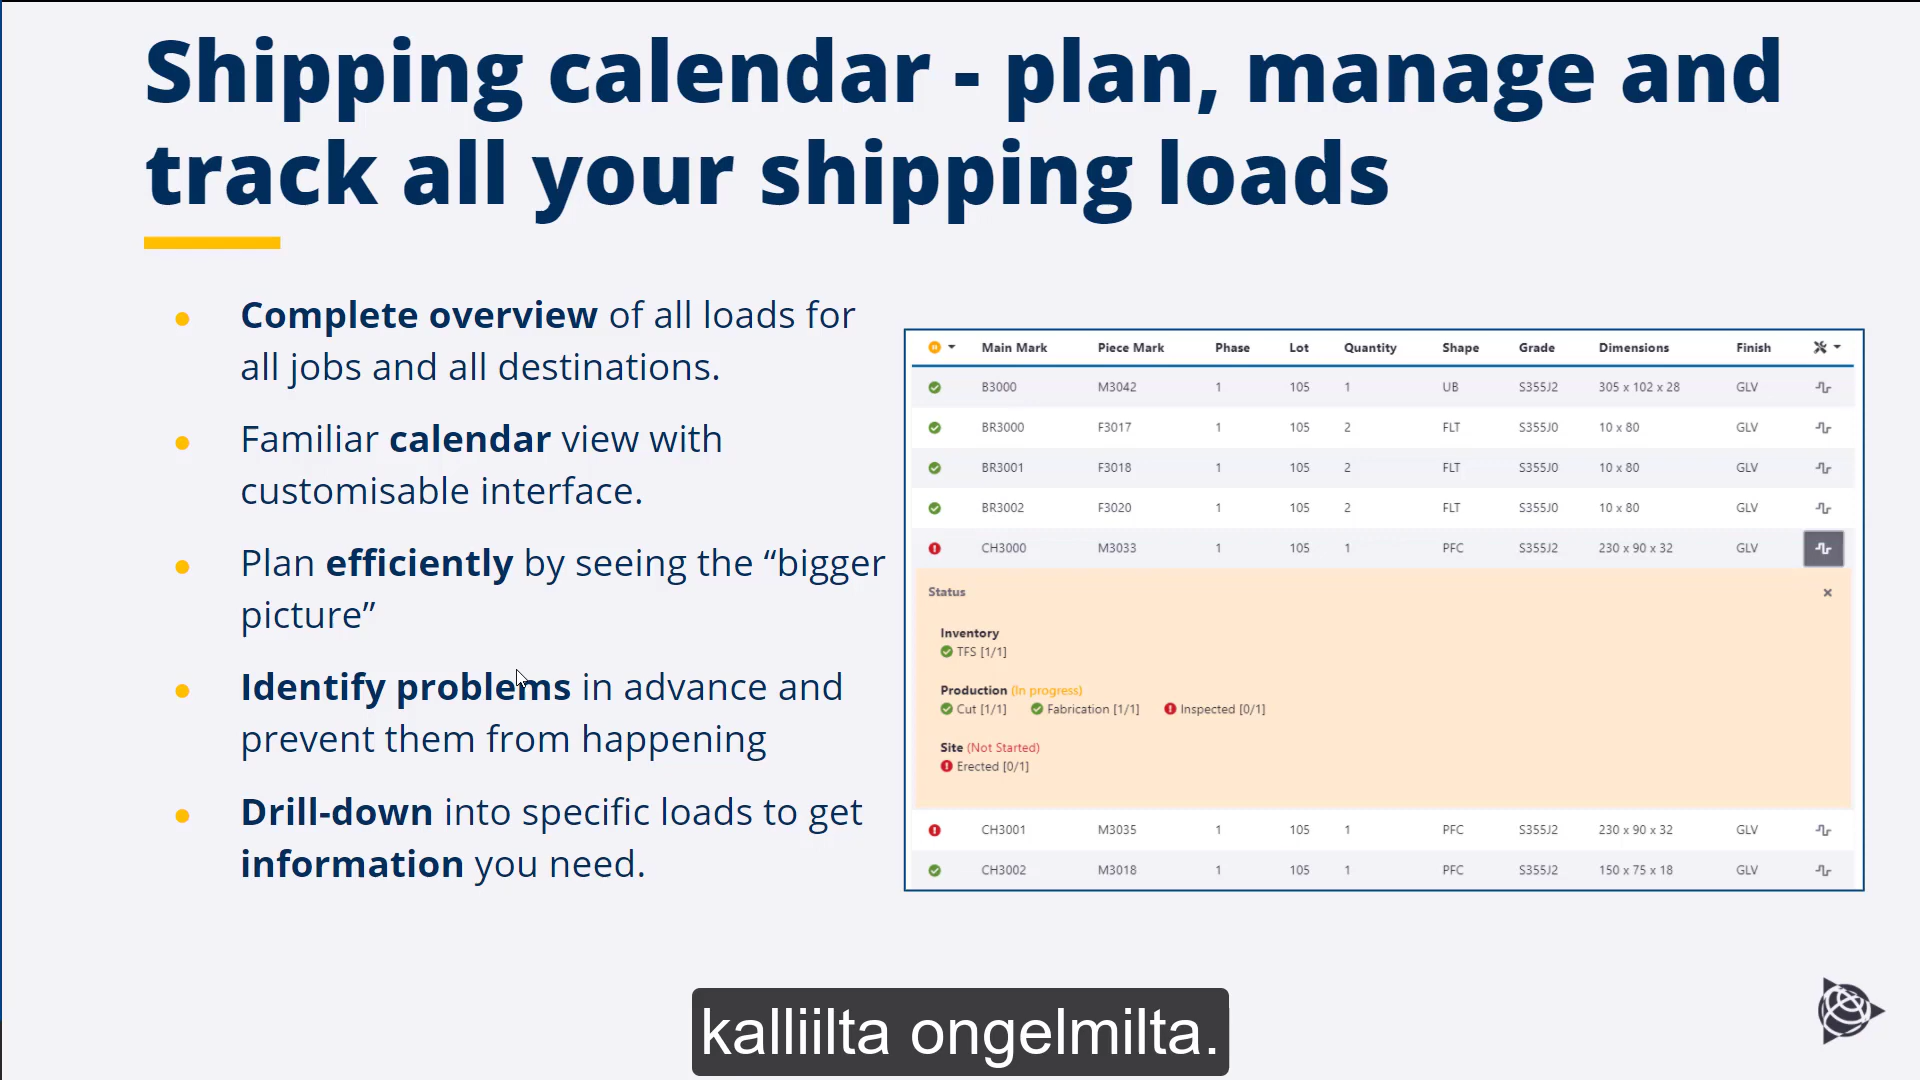 Shipping calendar - plan, manage and
track all your shipping loads
Complete overview of all loads for
all jobs and all destinations.
Familiar calendar view with
customisable interface.
Plan efficiently by seeing the “bigger
picture”
Identify problems in advance and
prevent them from happening
Drill-down into specific loads to get
information you need.
Main Mark Piece Mark Phase Lot Quantity Shape Grade Dimensions Finish
B3000 M3042 1 105 1 UB S355J2 305 x 102 x 28 GLV
BR3000 F3017 1 105 2 FLT S355J0 10 x 80 GLV
BR3001 F3018 1 105 2 FLT S355J0 10 x 80 GLV
BR3002 F3020 1 105 2 FLT S355J0 10 x 80 GLV
CH3000 M3033 1 105 1 PFC S355J2 230 x 90 x 32 GLV
Status
Inventory
TFS [1/1]
Production (In progress)
Cut [1/1] Fabrication [1/1] Inspected [0/1]
Site (Not Started)
Erected [0/1]
CH3001 M3035 1 105 1 PFC S355J2 230 x 90 x 32 GLV
CH3002 M3018 1 105 1 PFC S355J2 150 x 75 x 18 GLV
kalliilta ongelmilta.